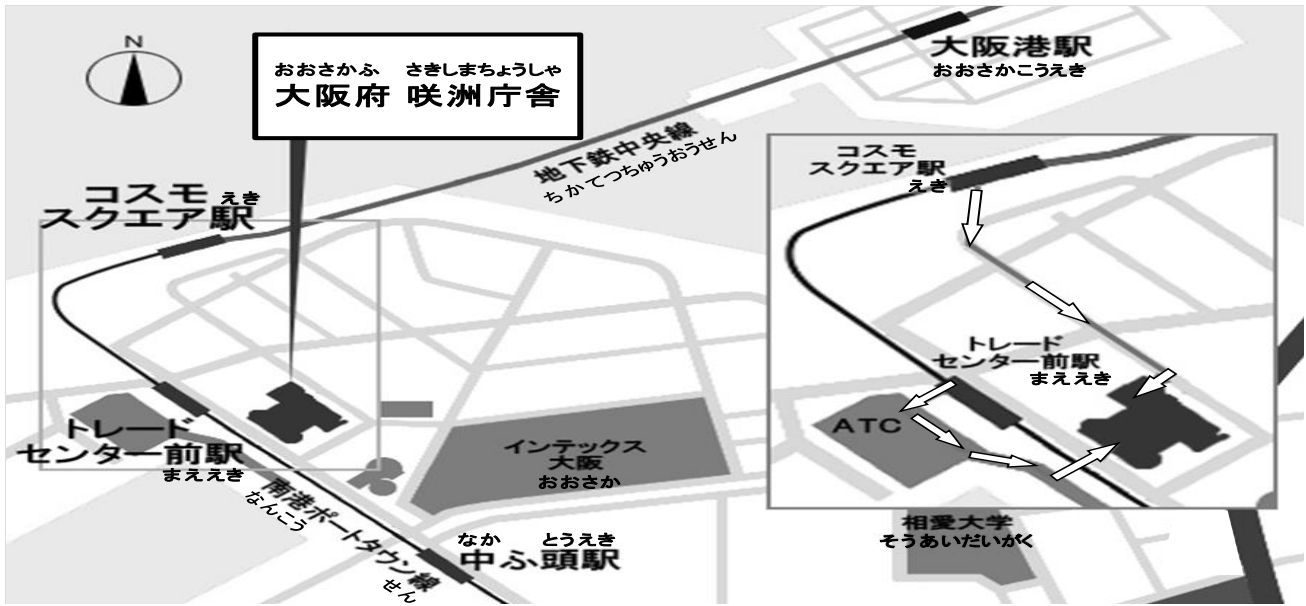 N
おおさかふ さきしまちょうしゃ
大阪府 咲洲庁舎
大阪港駅
おおさかこうえき
地下鉄中央線
ちかてつちゅうおうせん
コスモ
スクエア駅
えき
トレード
センター前駅
まええき
インテックス
大阪
おおさか
南港ポートタウン線
なんこう
せん
なか とうえき
中ふ頭駅
コスモ
スクエア駅
えき
トレード
センター前駅
まええき
ATC
相愛大学
そうあいだいがく